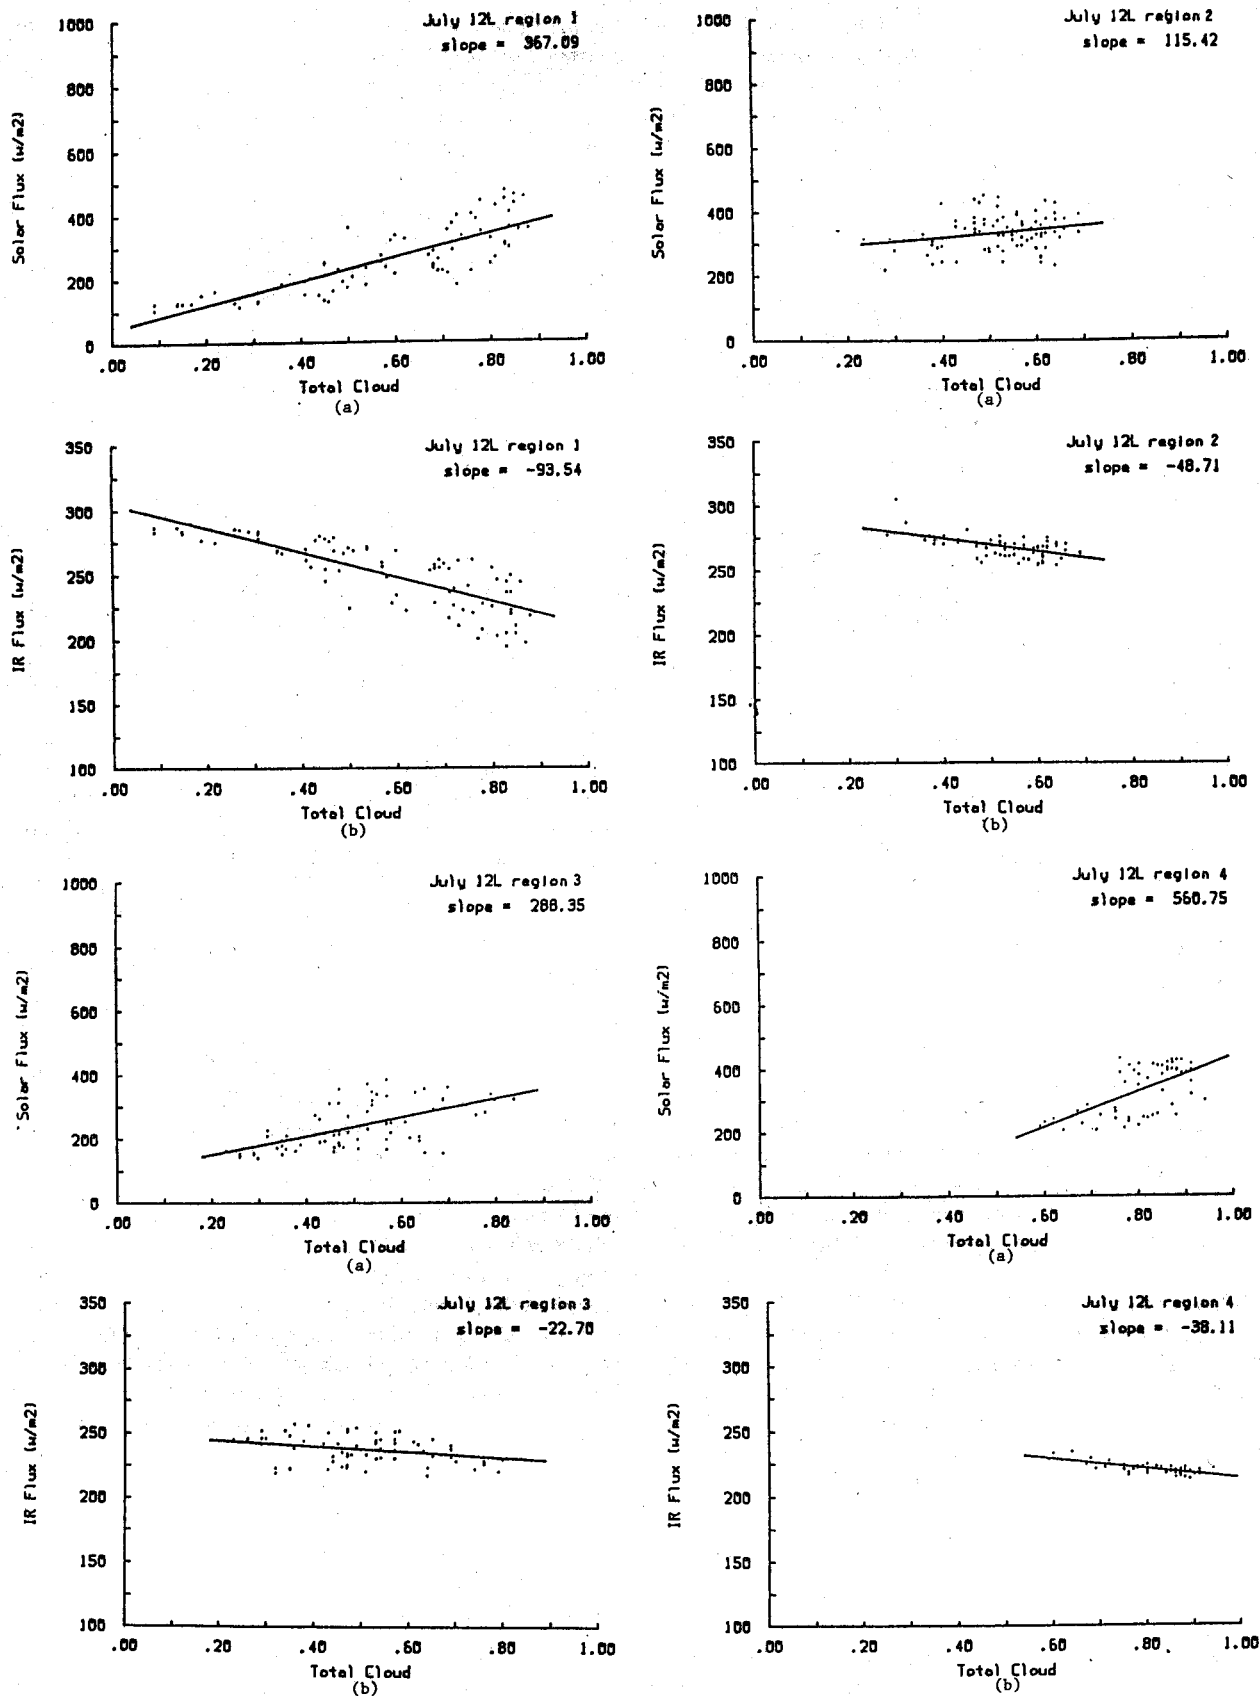 July 12L region 1
slope = 367.09
1000
800
600
400
200
0
Solar Flux (w/m2)
.00 .20 .40 .60 .80 1.00
Total Cloud
(a)
July 12L region 2
slope = 115.42
1000
800
600
400
200
0
Solar Flux (w/m2)
.00 .20 .40 .60 .80 1.00
Total Cloud
(a)
July 12L region 1
slope = -93.54
350
300
250
200
150
100
IR Flux (w/m2)
.00 .20 .40 .60 .80 1.00
Total Cloud
(b)
July 12L region 2
slope = -48.71
350
300
250
200
150
100
IR Flux (w/m2)
.00 .20 .40 .60 .80 1.00
Total Cloud
(b)
July 12L region 3
slope = 288.35
1000
800
600
400
200
0
Solar Flux (w/m2)
.00 .20 .40 .60 .80 1.00
Total Cloud
(a)
July 12L region 4
slope = 560.75
1000
800
600
400
200
0
Solar Flux (w/m2)
.00 .20 .40 .60 .80 1.00
Total Cloud
(a)
July 12L region 3
slope = -22.70
350
300
250
200
150
100
IR Flux (w/m2)
.00 .20 .40 .60 .80 1.00
Total Cloud
(b)
July 12L region 4
slope = -38.11
350
300
250
200
150
100
IR Flux (w/m2)
.00 .20 .40 .60 .80 1.00
Total Cloud
(b)